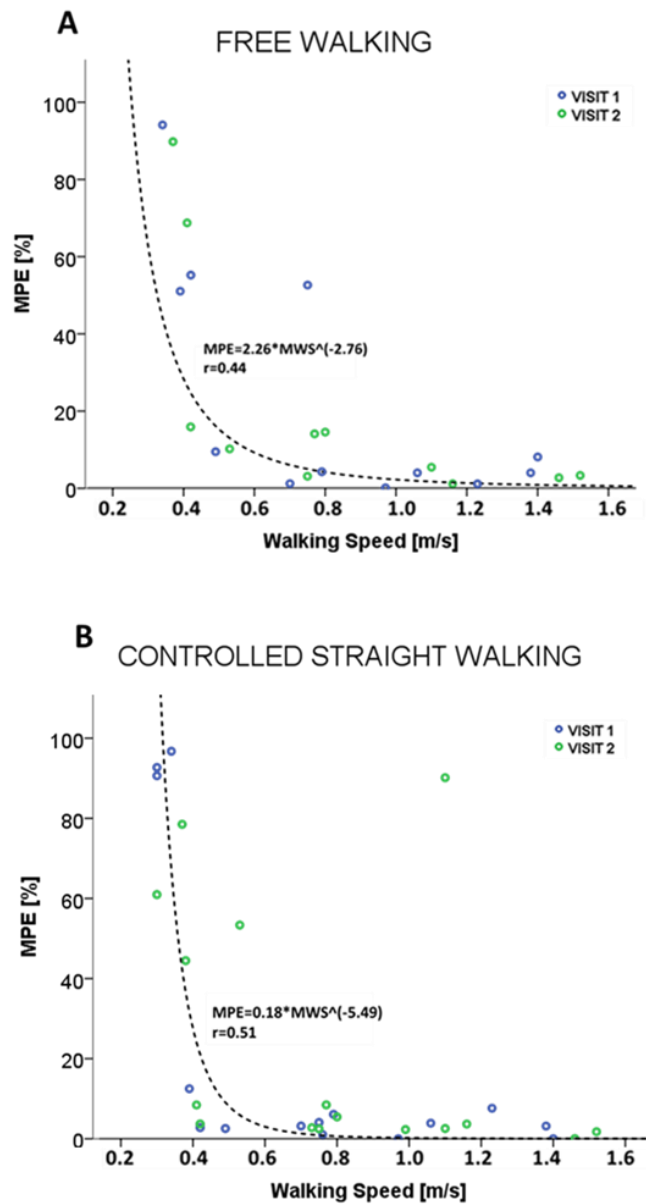 A
FREE WALKING
VISIT 1
VISIT 2
100
80
60
40
20
0
MPE [%]
MPE=2.26*MWS^(-2.76)
r=0.44
0.2 0.4 0.6 0.8 1.0 1.2 1.4 1.6
Walking Speed [m/s]
B
CONTROLLED STRAIGHT WALKING
VISIT 1
VISIT 2
100
80
60
40
20
0
MPE [%]
MPE=0.18*MWS^(-5.49)
r=0.51
0.2 0.4 0.6 0.8 1.0 1.2 1.4 1.6
Walking Speed [m/s]